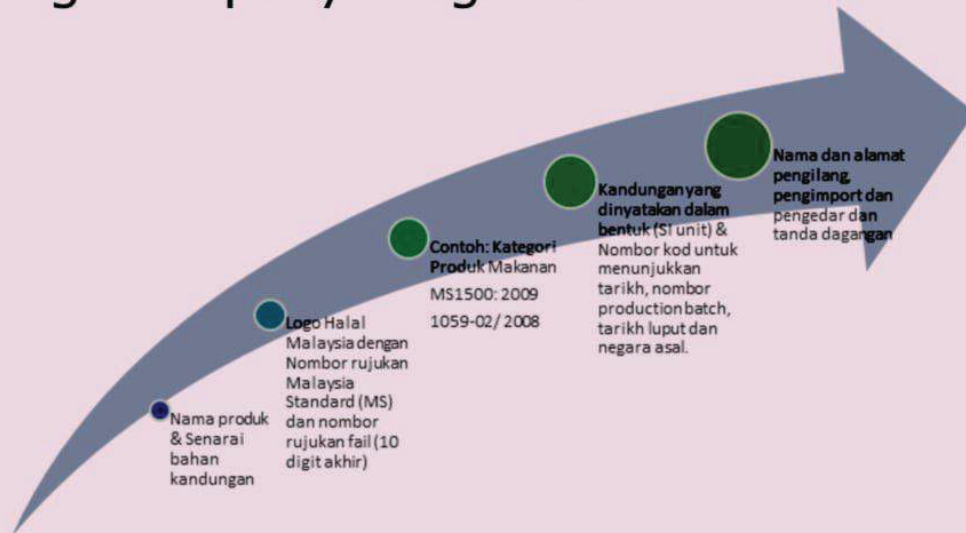 Nama produk
& Senarai
bahan
kandungan
Logo Halal
Malaysia dengan
Nombor rujukan
Malaysia
Standard (MS)
dan nombor
rujukan fail (10
digit akhir)
Contoh: Kategori
Produk Makanan
MS1500: 2009
1059-02/ 2008
Kandungan yang
dinyatakan dalam
bentuk (SI unit) &
Nombor kod untuk
menunjukkan
tarikh, nombor
production batch,
tarikh luput dan
negara asal.
Nama dan alamat
pengilang,
pengimport dan
pengedar dan
tanda dagangan